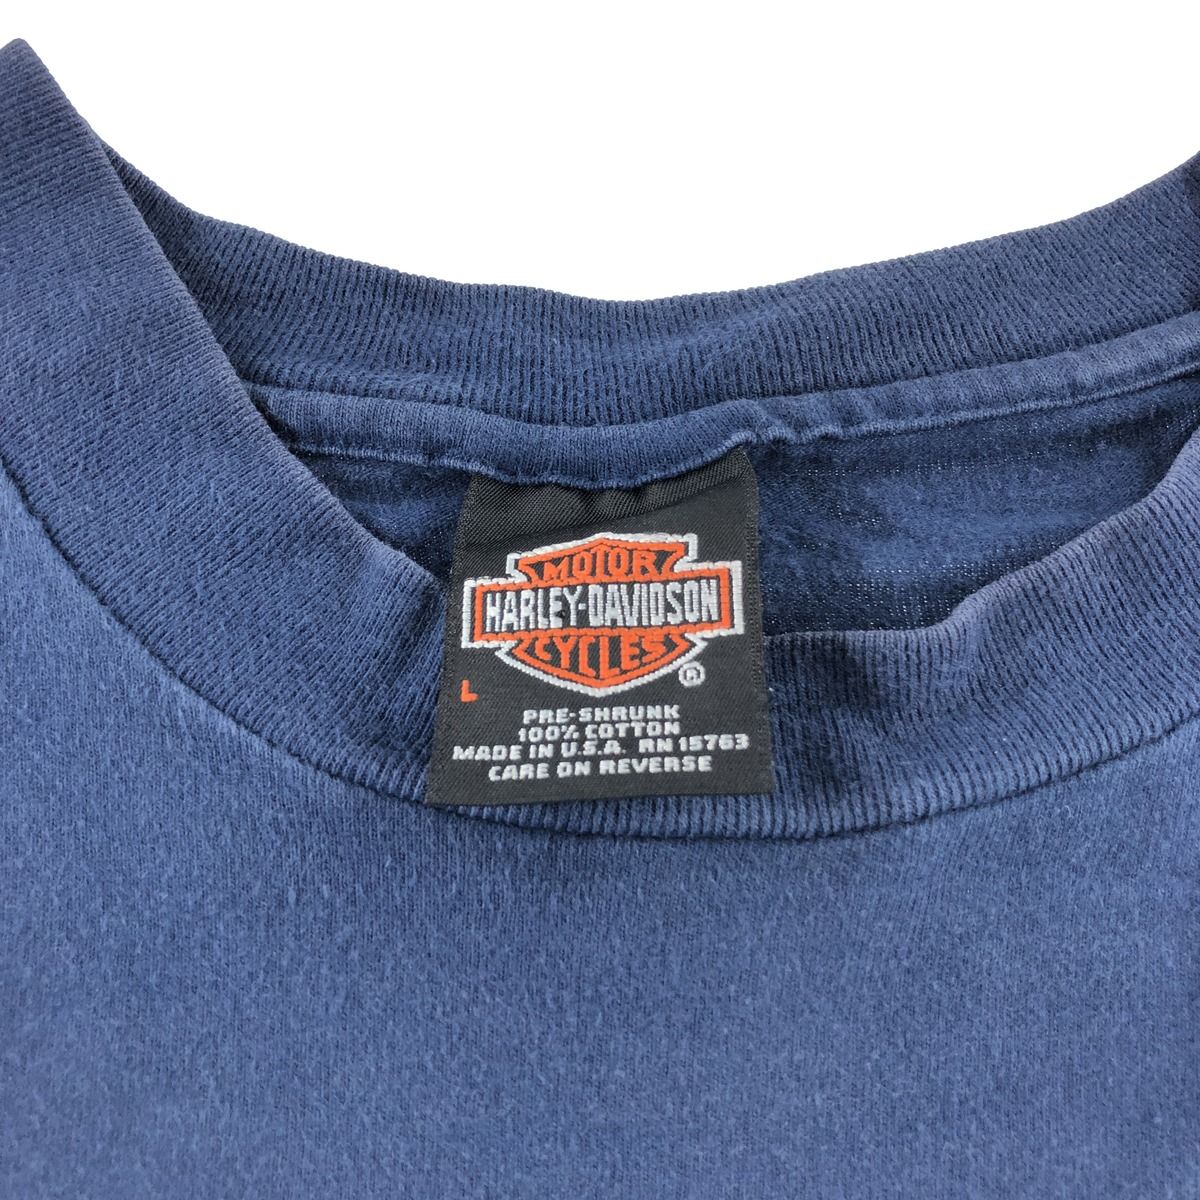 MOTOR
HARLEY-DAVIDSON
CYCLES
®
L
PRE-SHRUNK
100% COTTON
MADE IN U.S.A. RN 15763
CARE ON REVERSE